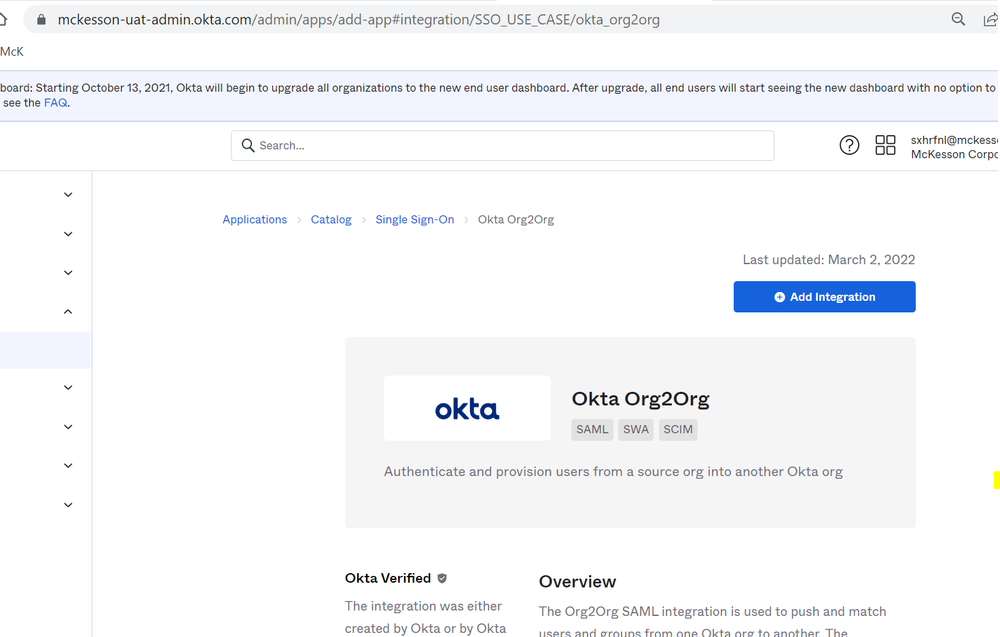 mckesson-uat-admin.okta.com/admin/apps/add-app#integration/SSO_USE_CASE/okta_org2org
McK
board: Starting October 13, 2021, Okta will begin to upgrade all organizations to the new end user dashboard. After upgrade, all end users will start seeing the new dashboard with no option to
see the FAQ.
Search...
sxhrfnl@mckess
McKesson Corpo
Applications > Catalog > Single Sign-On > Okta Org2Org
Last updated: March 2, 2022
Add Integration
okta
Okta Org2Org
SAML SWA SCIM
Authenticate and provision users from a source org into another Okta org
Okta Verified
The integration was either
created by Okta or by Okta
Overview
The Org2Org SAML integration is used to push and match
users and groups from one Okta org to another. The